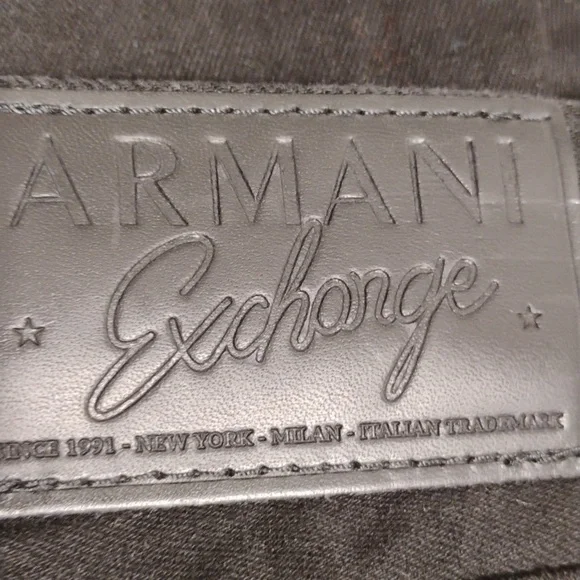 ARMANI
Exchange
SINCE 1991 - NEW YORK - MILAN - ITALIAN TRADEMARK